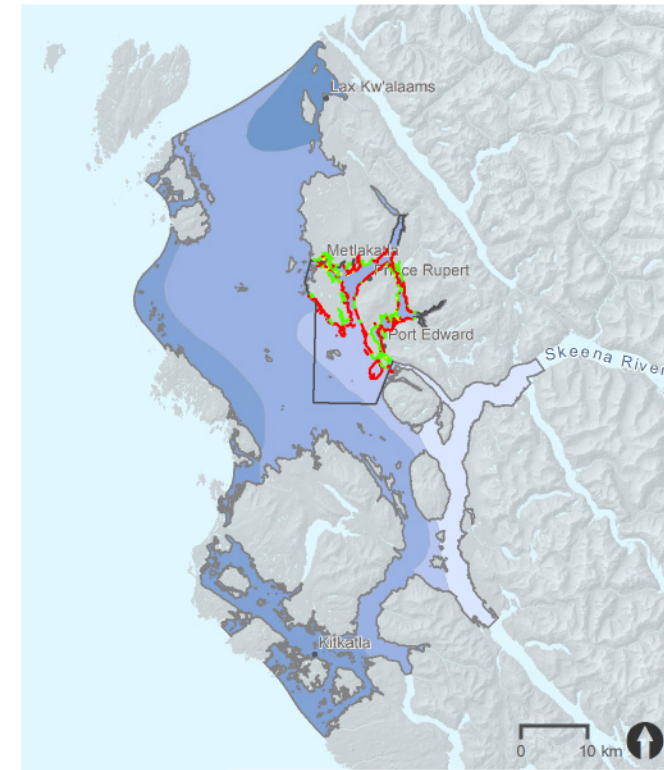 Lax Kw'alaams
Metlakatla
Prince Rupert
Port Edward
Skeena River
Kitkatla
0 10 km